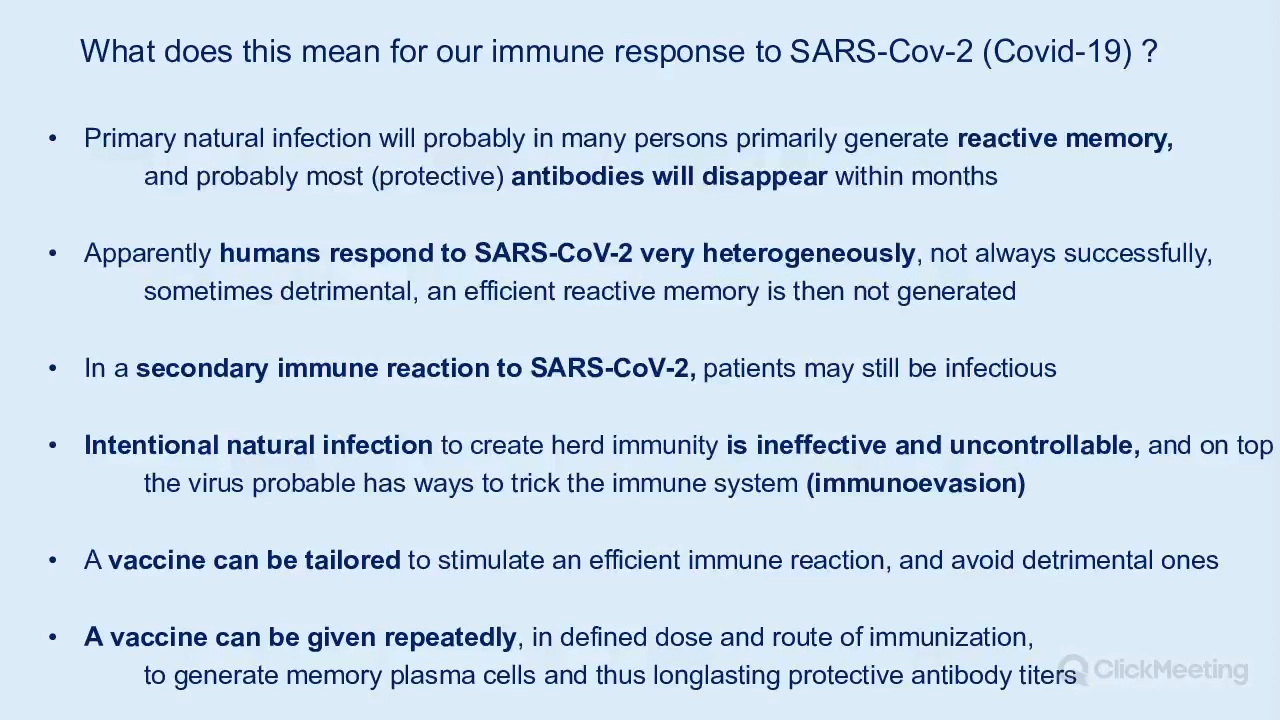 What does this mean for our immune response to SARS-Cov-2 (Covid-19) ?
• Primary natural infection will probably in many persons primarily generate reactive memory,
and probably most (protective) antibodies will disappear within months
• Apparently humans respond to SARS-CoV-2 very heterogeneously, not always successfully,
sometimes detrimental, an efficient reactive memory is then not generated
• In a secondary immune reaction to SARS-CoV-2, patients may still be infectious
• Intentional natural infection to create herd immunity is ineffective and uncontrollable, and on top
the virus probable has ways to trick the immune system (immunoevasion)
• A vaccine can be tailored to stimulate an efficient immune reaction, and avoid detrimental ones
• A vaccine can be given repeatedly, in defined dose and route of immunization,
to generate memory plasma cells and thus longlasting protective antibody titers
ClickMeeting